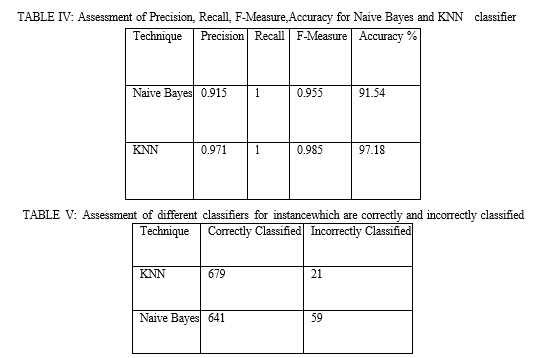 TABLE IV: Assessment of Precision, Recall, F-Measure,Accuracy for Naive Bayes and KNN classifier
Technique Precision Recall F-Measure Accuracy %
Naive Bayes 0.915 1 0.955 91.54
KNN 0.971 1 0.985 97.18
TABLE V: Assessment of different classifiers for instancewhich are correctly and incorrectly classified
Technique Correctly Classified Incorrectly Classified
KNN 679 21
Naive Bayes 641 59